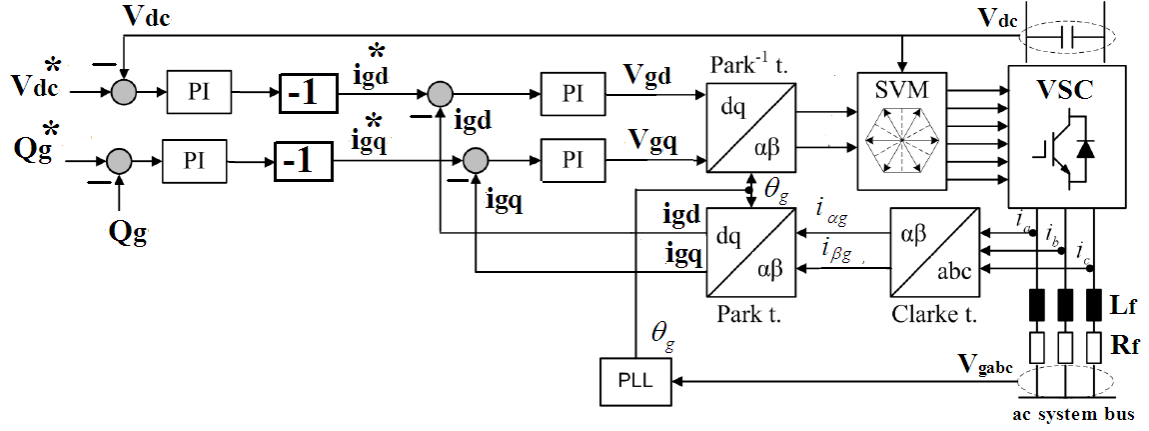 Vdc
Vdc
Vdc*
PI
-1
igd*
PI
Vgd
Park⁻¹ t.
dq
αβ
SVM
VSC
igd
Qg*
PI
-1
igq*
PI
Vgq
Qg
igq
θg
igd
igq
dq
αβ
Park t.
iαg
iβg ,
αβ
abc
Clarke t.
ia
ib
ic
Lf
Rf
θg
PLL
Vgabc
ac system bus